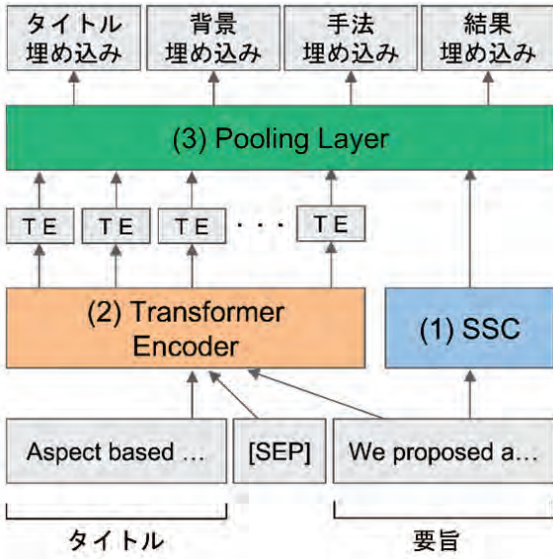 タイトル
埋め込み
背景
埋め込み
手法
埋め込み
結果
埋め込み
(3) Pooling Layer
TE
TE
TE
・・・
TE
(2) Transformer
Encoder
(1) SSC
Aspect based …
[SEP]
We proposed a…
タイトル
要旨